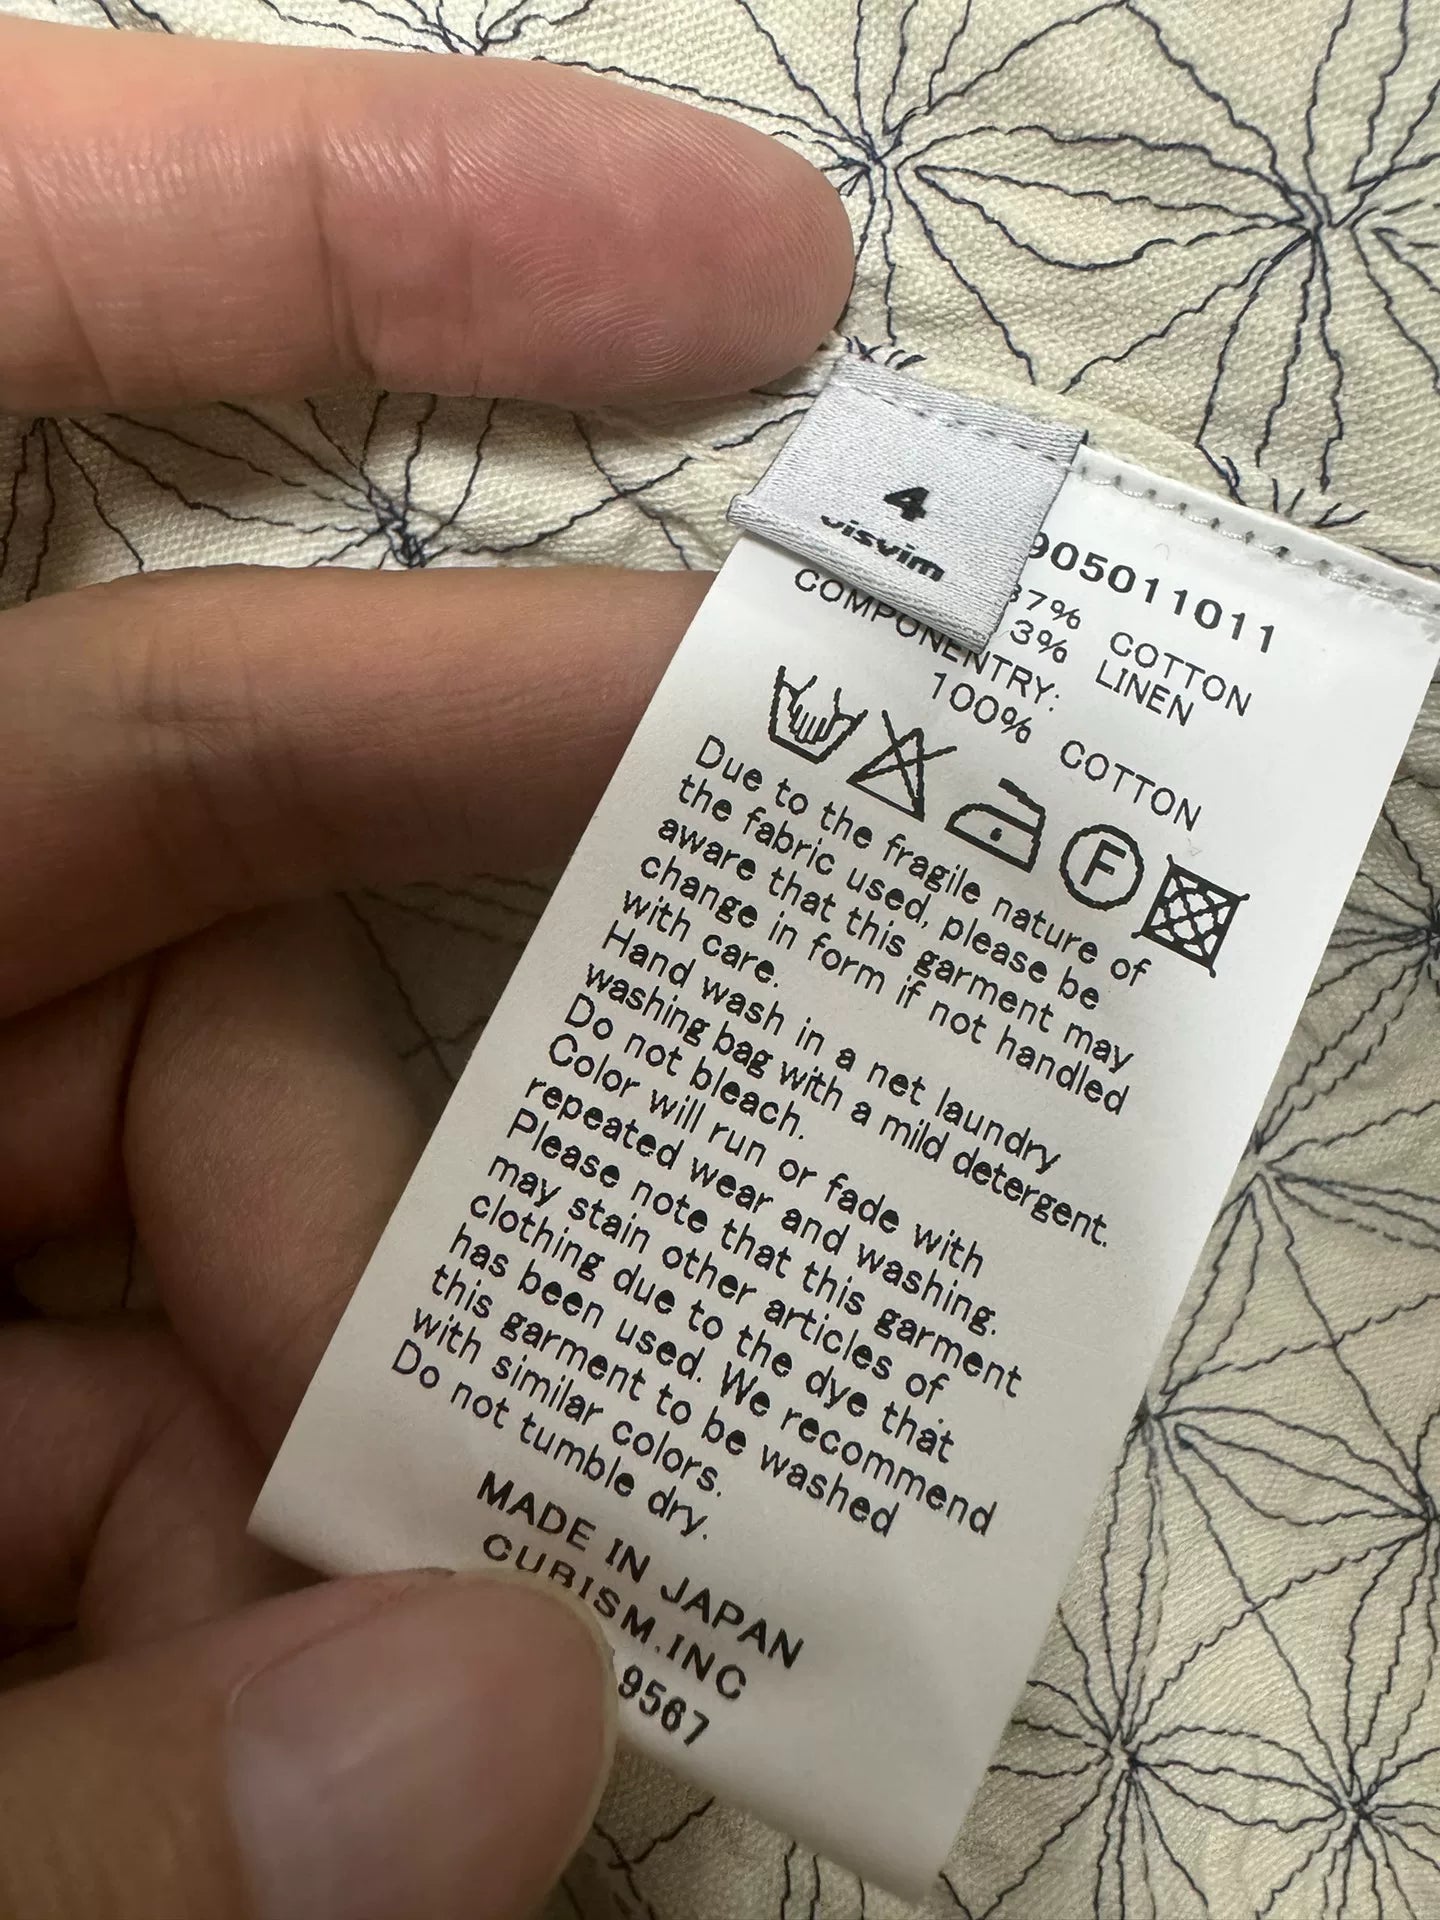 4
visvim
905011011
87% COTTON
13% LINEN
COMPONENTRY:
100% COTTON
F
Due to the fragile nature of
the fabric used, please be
aware that this garment may
change in form if not handled
with care.
Hand wash in a net laundry
washing bag with a mild detergent.
Do not bleach.
Color will run or fade with
repeated wear and washing.
Please note that this garment
may stain other articles of
clothing due to the dye that
has been used. We recommend
this garment to be washed
with similar colors.
Do not tumble dry.
MADE IN JAPAN
CUBISM.INC
9567